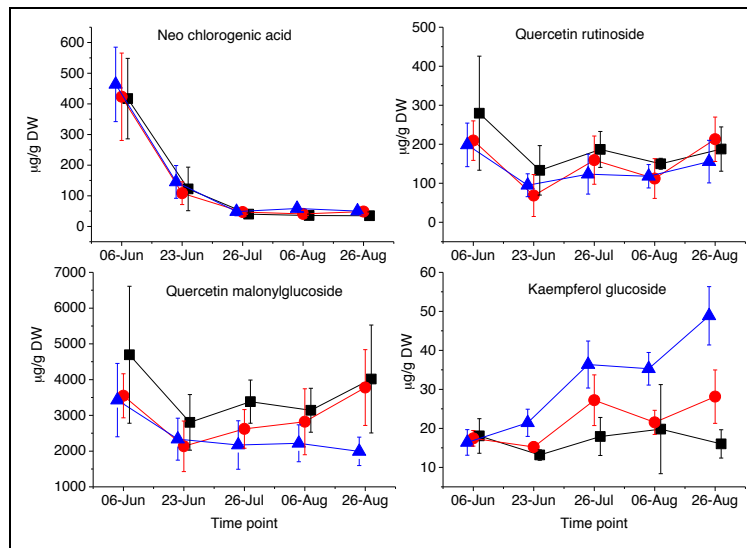 Neo chlorogenic acid
µg/g DW
600
500
400
300
200
100
0
06-Jun 23-Jun 26-Jul 06-Aug 26-Aug
Quercetin rutinoside
µg/g DW
500
400
300
200
100
0
06-Jun 23-Jun 26-Jul 06-Aug 26-Aug
Quercetin malonylglucoside
µg/g DW
7000
6000
5000
4000
3000
2000
1000
06-Jun 23-Jun 26-Jul 06-Aug 26-Aug
Time point
Kaempferol glucoside
µg/g DW
60
50
40
30
20
10
06-Jun 23-Jun 26-Jul 06-Aug 26-Aug
Time point